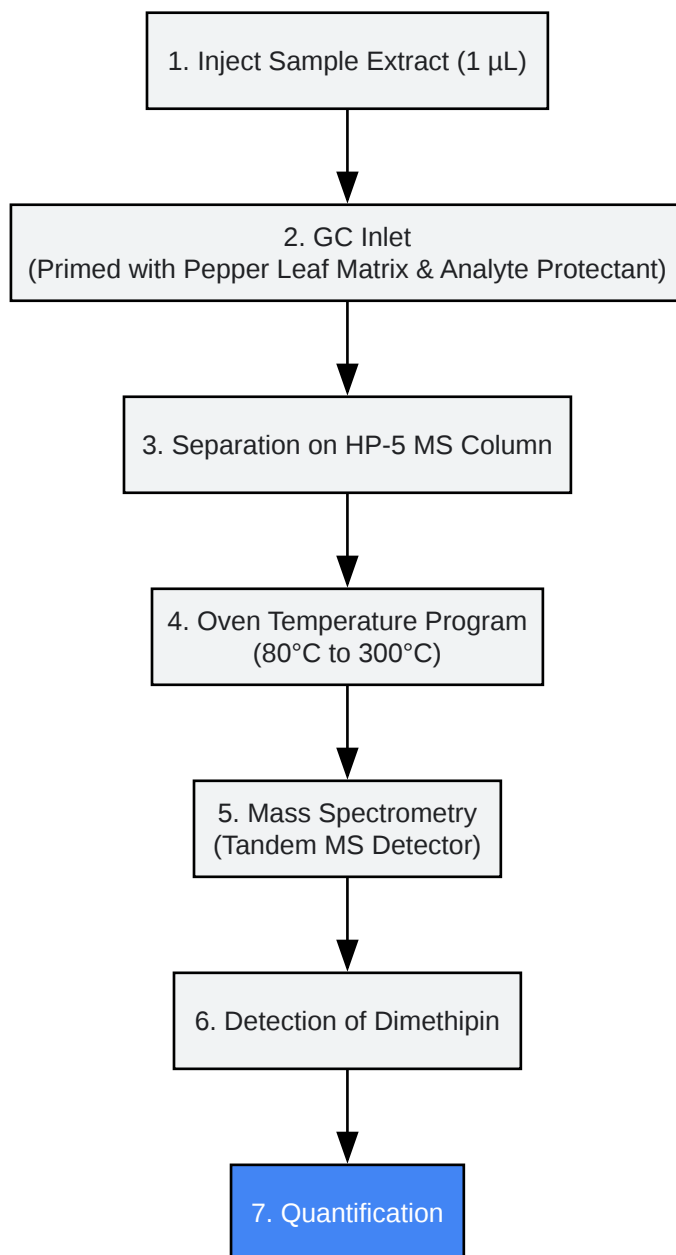 1. Inject Sample Extract (1 µL)
2. GC Inlet
(Primed with Pepper Leaf Matrix & Analyte Protectant)
3. Separation on HP-5 MS Column
4. Oven Temperature Program
(80°C to 300°C)
5. Mass Spectrometry
(Tandem MS Detector)
6. Detection of Dimethipin
7. Quantification